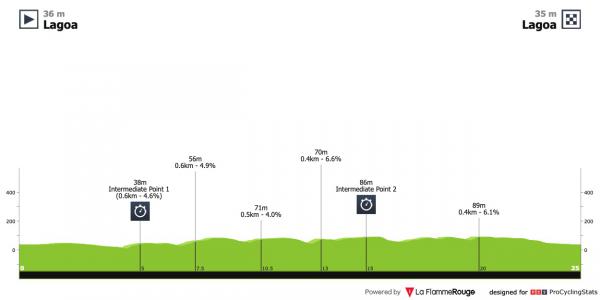 36 m
Lagoa
35 m
Lagoa
38m
Intermediate Point 1
(0.6km - 4.6%)
56m
0.6km - 4.9%
71m
0.5km - 4.0%
70m
0.4km - 6.6%
86m
Intermediate Point 2
89m
0.4km - 6.1%
400
200
0
400
200
0
0
5
7.5
10.5
13
15
20
25
Powered by La FlammeRouge designed for PCS ProCyclingStats